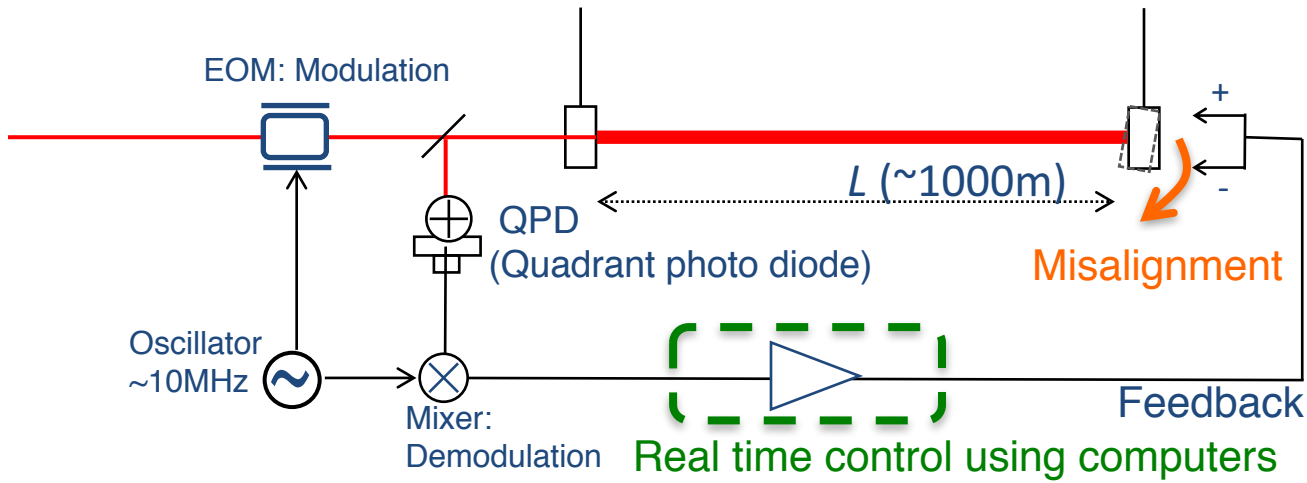 EOM: Modulation
+
-
L (~1000m)
QPD
(Quadrant photo diode)
Misalignment
Oscillator
~10MHz
Mixer:
Demodulation
Feedback
Real time control using computers